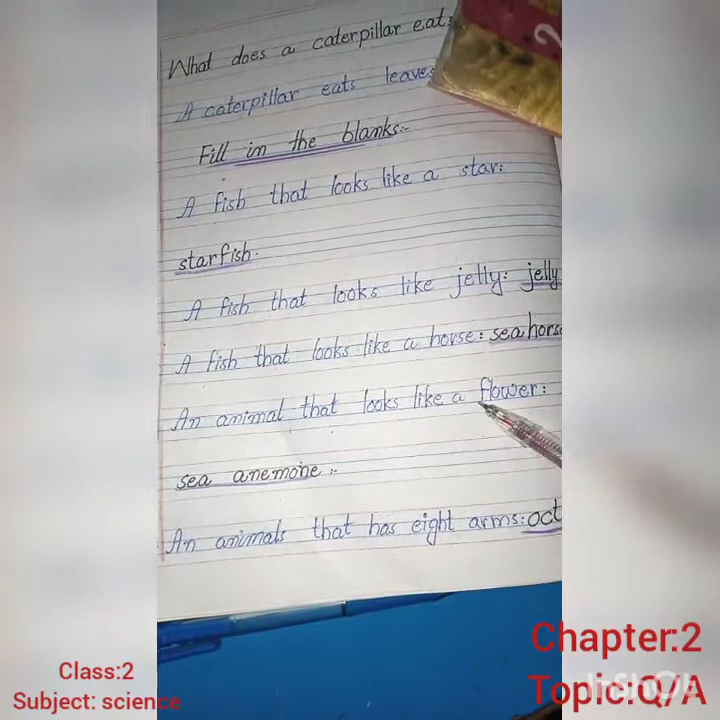 What does a caterpillar eat:
A caterpillar eats leaves
Fill in the blanks:-
A fish that looks like a star:
starfish.
A fish that looks like jelly: jelly
A fish that looks like a horse: sea horse
An animal that looks like a flower:
sea anemone :-
An animals that has eight arms: oct
Class:2
Subject: science
Chapter:2
Topic:Q/A